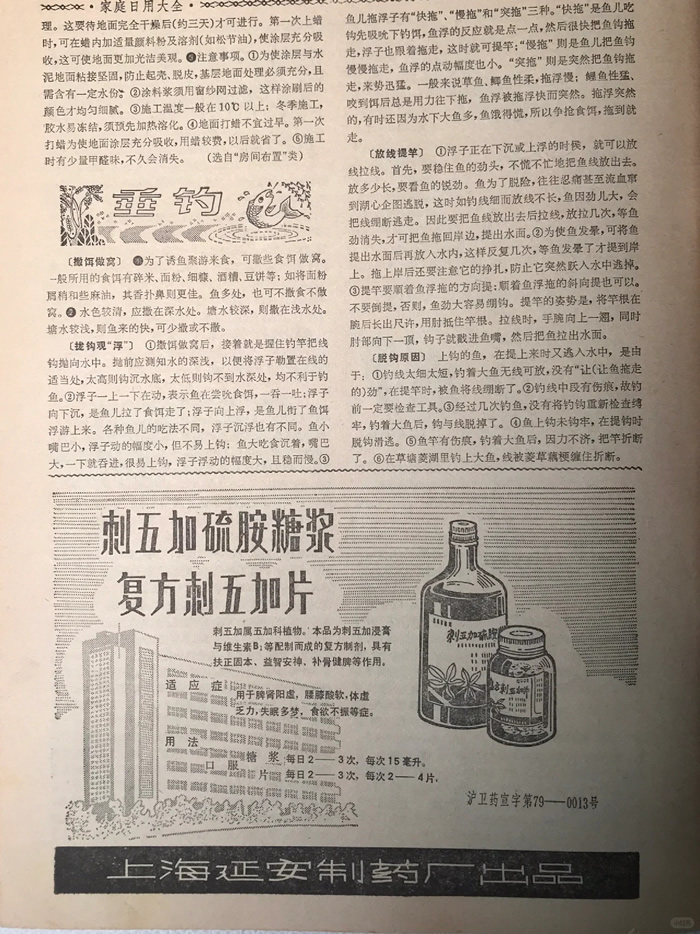 ·家庭日用大全·
理。这要待地面完全干燥后(约三天)才可进行。第一次上蜡
时,可在蜡内加适量颜料粉及溶剂(如松节油),使涂层充分吸
收,这可使地面更加光洁美观。❸注意事项。①为使涂层与水
泥地面粘接坚固,防止起壳、脱皮,基层地面处理必须充分,且
需含有一定水份。②涂料浆须用窗纱网过滤,这样涂刷后的
颜色才均匀细腻。③施工温度一般在10℃以上;冬季施工,
胶水易冻结,须预先加热溶化。④地面打蜡不宜过早。第一次
打蜡为使地面涂层充分吸收,用蜡较费,以后就省了。⑤施工
时有少量甲醛味,不久会消失。 (选自“房间布置”类)
垂钓
〔撒饵做窝〕 ❶为了诱鱼聚游来食,可撒些食饵做窝。
一般所用的食饵有碎米、面粉、细糠、酒糟、豆饼等;如将面粉
屑稍和些麻油,其香扑鼻则更佳。鱼多处,也可不撒食不做
窝。❷水色较清,应撒在深水处。塘水较深,则撒在浅水处。
塘水较浅,则鱼来的快,可少撒或不撒。
〔拢钩观“浮”〕 ①撒饵做窝后,接着就是握住钓竿把线
钩抛向水中。抛前应测知水的深浅,以便将浮子勒置在线的
适当处,太高则钩沉水底,太低则钩不到水深处,均不利于钓
鱼。②浮子一上一下在动,表示鱼在尝吮食饵,一吞一吐;浮子
向下沉,是鱼儿拉了食饵走了;浮子向上浮,是鱼儿衔了鱼饵
浮游上来。各种鱼儿的吃法不同,浮子沉浮也有不同。鱼小
嘴巴小,浮子动的幅度小,但不易上钩;鱼大吃食沉着,嘴巴
大,一下就吞进,很易上钩,浮子浮动的幅度大,且稳而慢。③
鱼儿拖浮子有“快拖”、“慢拖”和“突拖”三种。“快拖”是鱼儿吃
钩先吸吮下钓饵,鱼浮的反应就是点一点,然后很快把鱼钩拖
走,浮子也跟着拖走,这时就可提竿;“慢拖”则是鱼儿把鱼钩
慢慢拖走,鱼浮的点动幅度也小。“突拖”则是突然把鱼钩拖
走,来势迅猛。一般来说草鱼、鲫鱼性柔,拖浮慢;鲤鱼性猛、
咬到饵后总是用力往下拖,鱼浮被拖浮快而突然。拖浮突然
的,有时还因为水下大鱼多,鱼饿得慌,所以争抢食饵,拖到就
走。
〔放线提竿〕 ①浮子正在下沉或上浮的时候,就可以放
线拉线。首先,要稳住鱼的劲头,不慌不忙地把鱼线放出去。
放多少长,要看鱼的锐劲。鱼为了脱险,往往忍痛甚至流血窜
到湖心企图逃脱,这时如钓线细而放线不长,鱼因劲儿大,会
把线绷断逃走。因此要把鱼线放出去后拉线,放拉几次,等鱼
劲消失,才可把鱼拖回岸边,提出水面。②为使鱼发晕,可将鱼
提出水面后再放入水内,这样反复几次,等鱼发晕了才提到岸
上。拖上岸后还要注意它的挣扎,防止它突然跃入水中逃掉。
③提竿要顺着鱼浮拖的方向提;顺着鱼浮拖的斜向提也可以。
不要倒提,否则,鱼劲大容易绷钩。提竿的姿势是,将竿根在
腕后长出尺许,用肘抵住竿根。拉线时,手腕向上一翘,同时
肘部向下一顶,钩子就戳进鱼嘴,然后把鱼拉出水面。
〔脱钩原因〕 上钩的鱼,在提上来时又逃入水中,是由
于:①钓线太细太短,钓着大鱼无线可放,没有“让(让鱼拖走
的)劲”,在提竿时,被鱼将线绷断了。②钓线中段有伤痕,故钓
前一定要检查工具。③经过几次钓鱼,没有将钓钩重新检查缚
牢,钓着大鱼后,钩与线脱掉了。④鱼上钩未钩牢,在提钩时
脱钩滑逃。⑤鱼竿有伤痕,钓着大鱼后,因力不济,把竿折断
了。⑥在草塘菱湖里钓上大鱼,线被菱草藕梗缠住折断。
刺五加硫胺糖浆
复方刺五加片
刺五加属五加科植物。本品为刺五加浸膏
与维生素B₁等配制而成的复方制剂,具有
扶正固本、益智安神、补骨健脾等作用。
适应症
用于脾肾阳虚,腰膝酸软,体虚
乏力,失眠多梦,食欲不振等症。
用法
口服
糖浆 每日2——3次,每次15毫升。
片 每日2——3次,每次2——4片。
刺五加硫胺
刺五加片
沪卫药宣字第79——0013号
上海延安制药厂出品